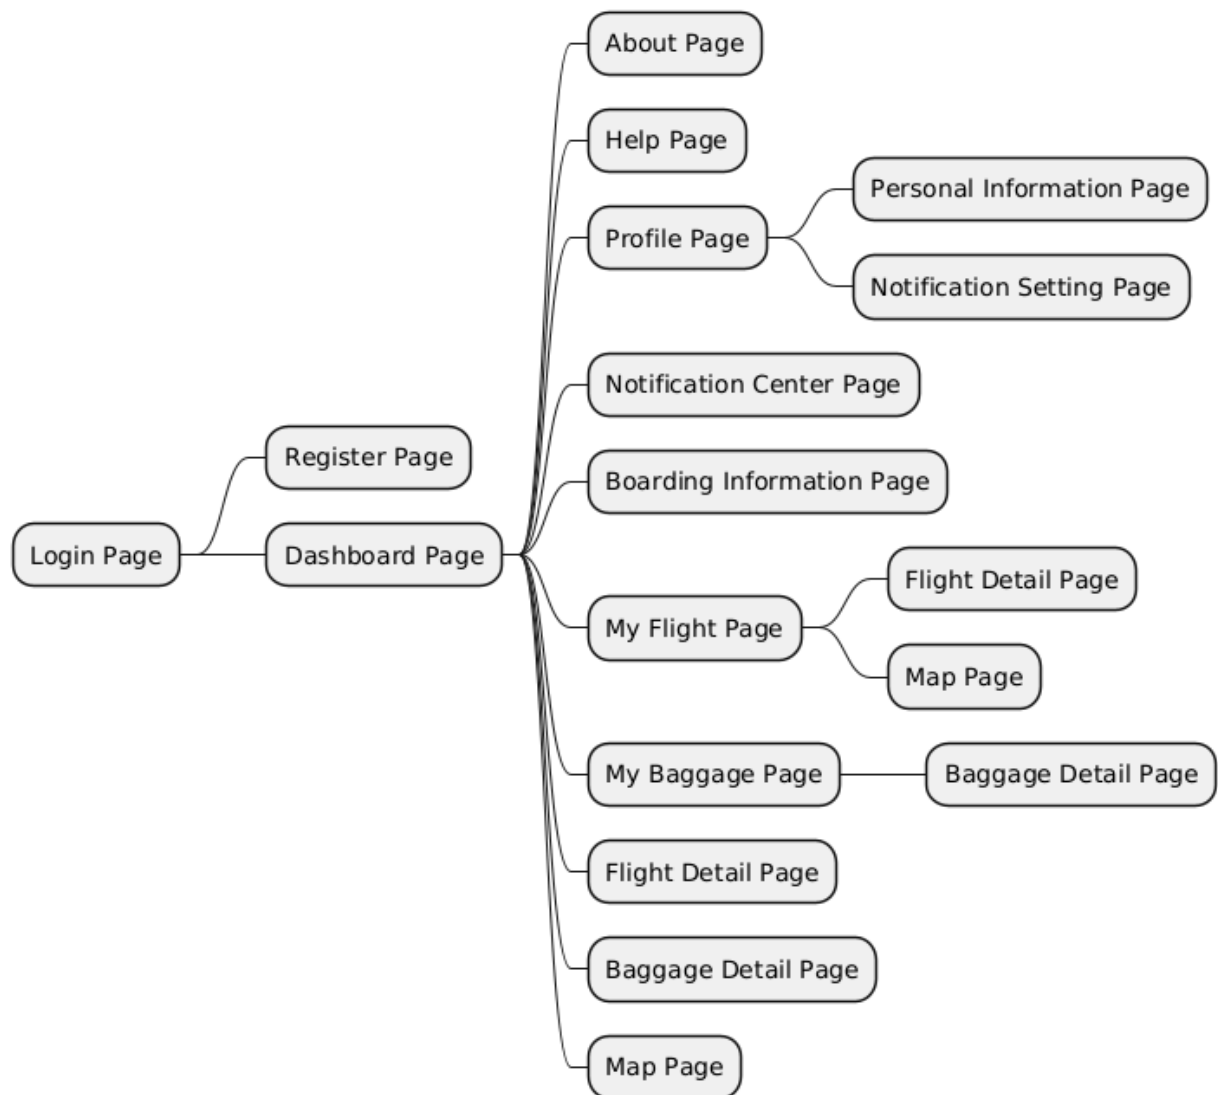 About Page
Help Page
Personal Information Page
Profile Page
Notification Setting Page
Notification Center Page
Register Page
Boarding Information Page
Login Page
Dashboard Page
Flight Detail Page
My Flight Page
Map Page
My Baggage Page
Baggage Detail Page
Flight Detail Page
Baggage Detail Page
Map Page